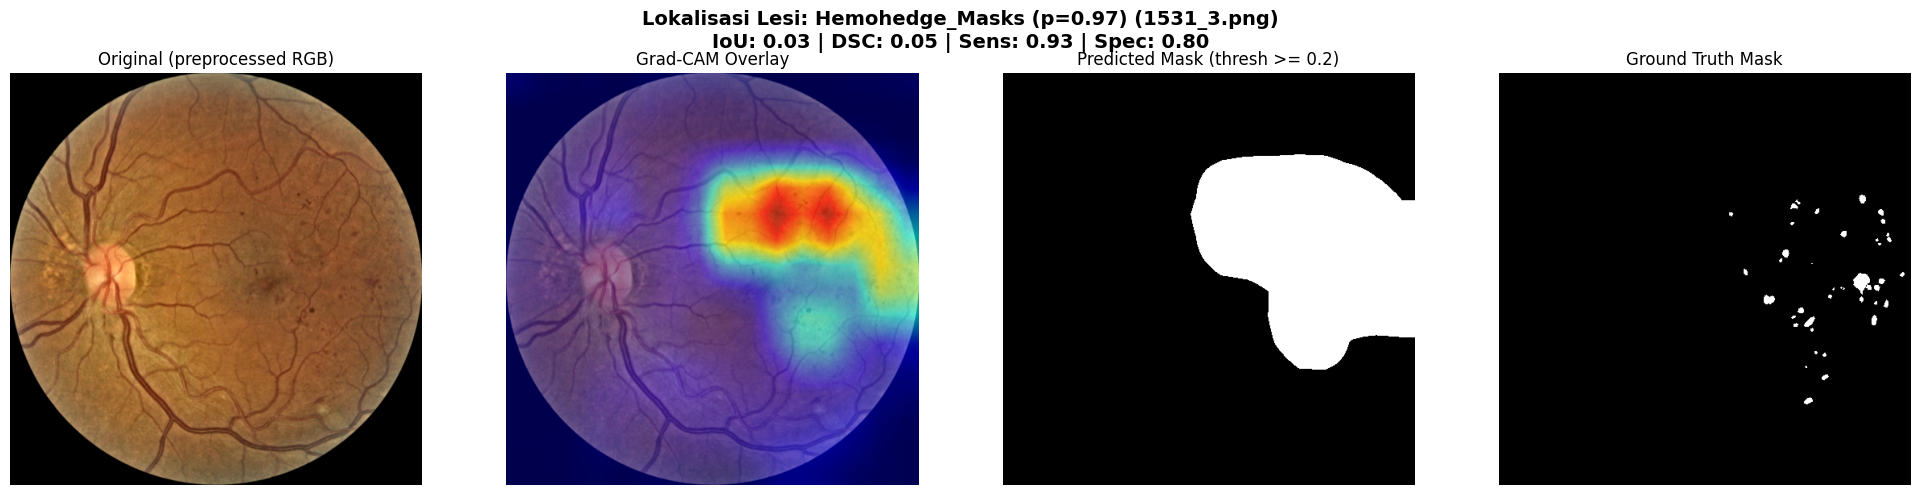 Lokalisasi Lesi: Hemohedge_Masks (p=0.97) (1531_3.png)
IoU: 0.03 | DSC: 0.05 | Sens: 0.93 | Spec: 0.80
Original (preprocessed RGB)
Grad-CAM Overlay
Predicted Mask (thresh >= 0.2)
Ground Truth Mask